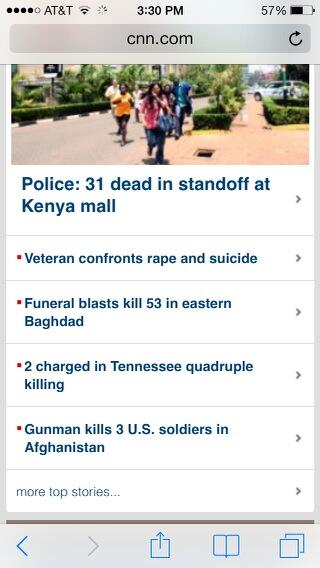 AT&T 3:30 PM 57%
cnn.com
Police: 31 dead in standoff at
Kenya mall
Veteran confronts rape and suicide
Funeral blasts kill 53 in eastern
Baghdad
2 charged in Tennessee quadruple
killing
Gunman kills 3 U.S. soldiers in
Afghanistan
more top stories...